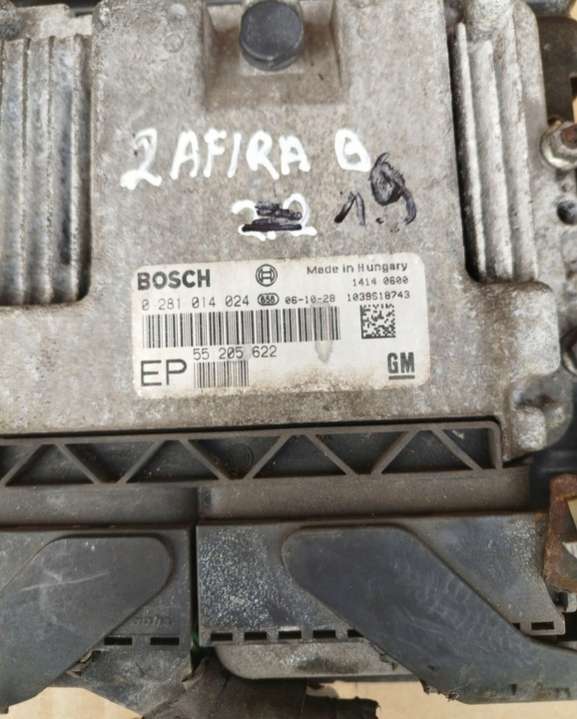 ZAFIRA B
1.9
BOSCH
Made in Hungary
1414 0600
0 281 014 024 06-10-28 1039S18743
55 205 622
EP
GM